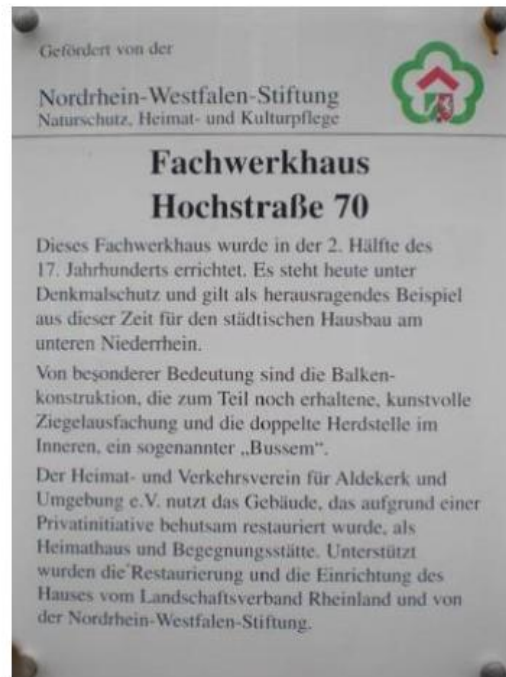 Gefördert von der
Nordrhein-Westfalen-Stiftung
Naturschutz, Heimat- und Kulturpflege
Fachwerkhaus
Hochstraße 70
Dieses Fachwerkhaus wurde in der 2. Hälfte des
17. Jahrhunderts errichtet. Es steht heute unter
Denkmalschutz und gilt als herausragendes Beispiel
aus dieser Zeit für den städtischen Hausbau am
unteren Niederrhein.
Von besonderer Bedeutung sind die Balken-
konstruktion, die zum Teil noch erhaltene, kunstvolle
Ziegelausfachung und die doppelte Herdstelle im
Inneren, ein sogenannter „Bussem“.
Der Heimat- und Verkehrsverein für Aldekerk und
Umgebung e.V. nutzt das Gebäude, das aufgrund einer
Privatinitiative behutsam restauriert wurde, als
Heimathaus und Begegnungsstätte. Unterstützt
wurden die Restaurierung und die Einrichtung des
Hauses vom Landschaftsverband Rheinland und von
der Nordrhein-Westfalen-Stiftung.